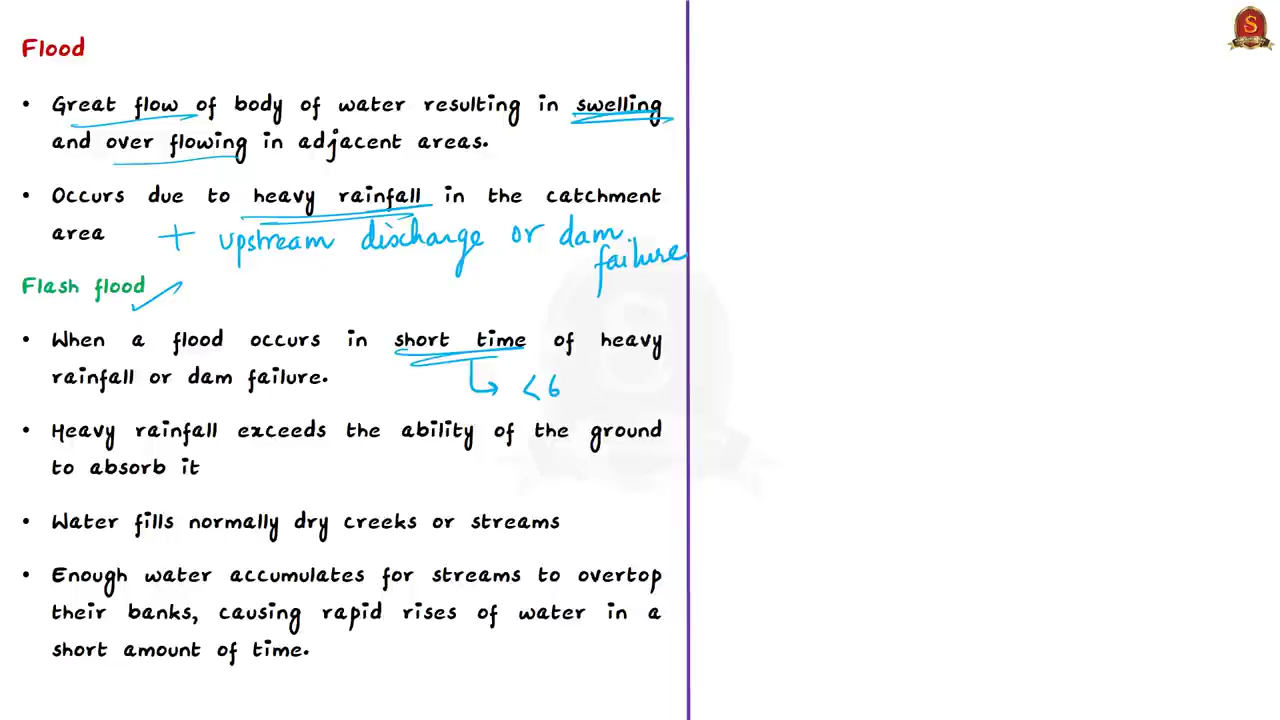 Flood
• Great flow of body of water resulting in swelling
and over flowing in adjacent areas.
• Occurs due to heavy rainfall in the catchment
area + upstream discharge or dam
failure
Flash flood
• When a flood occurs in short time of heavy
rainfall or dam failure.
<6
• Heavy rainfall exceeds the ability of the ground
to absorb it
• Water fills normally dry creeks or streams
• Enough water accumulates for streams to overtop
their banks, causing rapid rises of water in a
short amount of time.
S